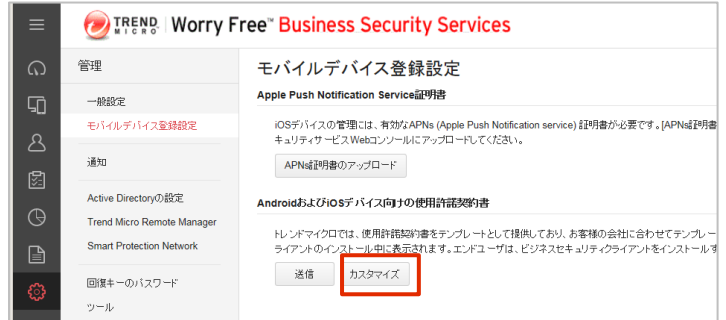 TREND MICRO Worry Free™ Business Security Services
管理
一般設定
モバイルデバイス登録設定
通知
Active Directoryの設定
Trend Micro Remote Manager
Smart Protection Network
回復キーのパスワード
ツール
モバイルデバイス登録設定
Apple Push Notification Service証明書
iOSデバイスの管理には、有効なAPNs (Apple Push Notification service) 証明書が必要です。[APNs証明書
キュリティサービスWebコンソールにアップロードしてください。
APNs証明書のアップロード
AndroidおよびiOSデバイス向けの使用許諾契約書
トレンドマイクロでは、使用許諾契約書をテンプレートとして提供しており、お客様の会社に合わせてテンプレー
ライアントのインストール中に表示されます。エンドユーザは、ビジネスセキュリティクライアントをインストールす
送信
カスタマイズ